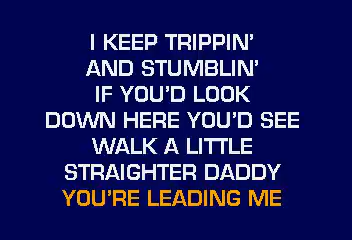 I KEEP TRIPPIN'
AND STUMBLIN'
IF YOU'D LOOK
DOWN HERE YOU'D SEE
WALK A LITTLE
STRAIGHTER DADDY
YOU'RE LEADING ME